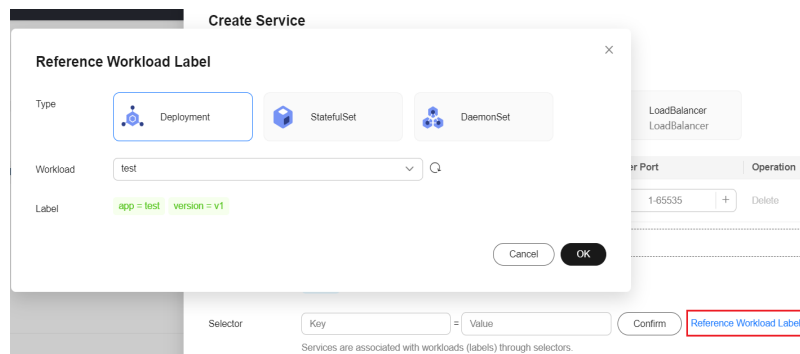 Create Service
Reference Workload Label
Type
Deployment
StatefulSet
DaemonSet
LoadBalancer
LoadBalancer
Workload
test
er Port
Operation
Label
app = test version = v1
1-65535
+
Delete
Cancel
OK
Selector
Key
=
Value
Confirm
Reference Workload Label
Services are associated with workloads (labels) through selectors.